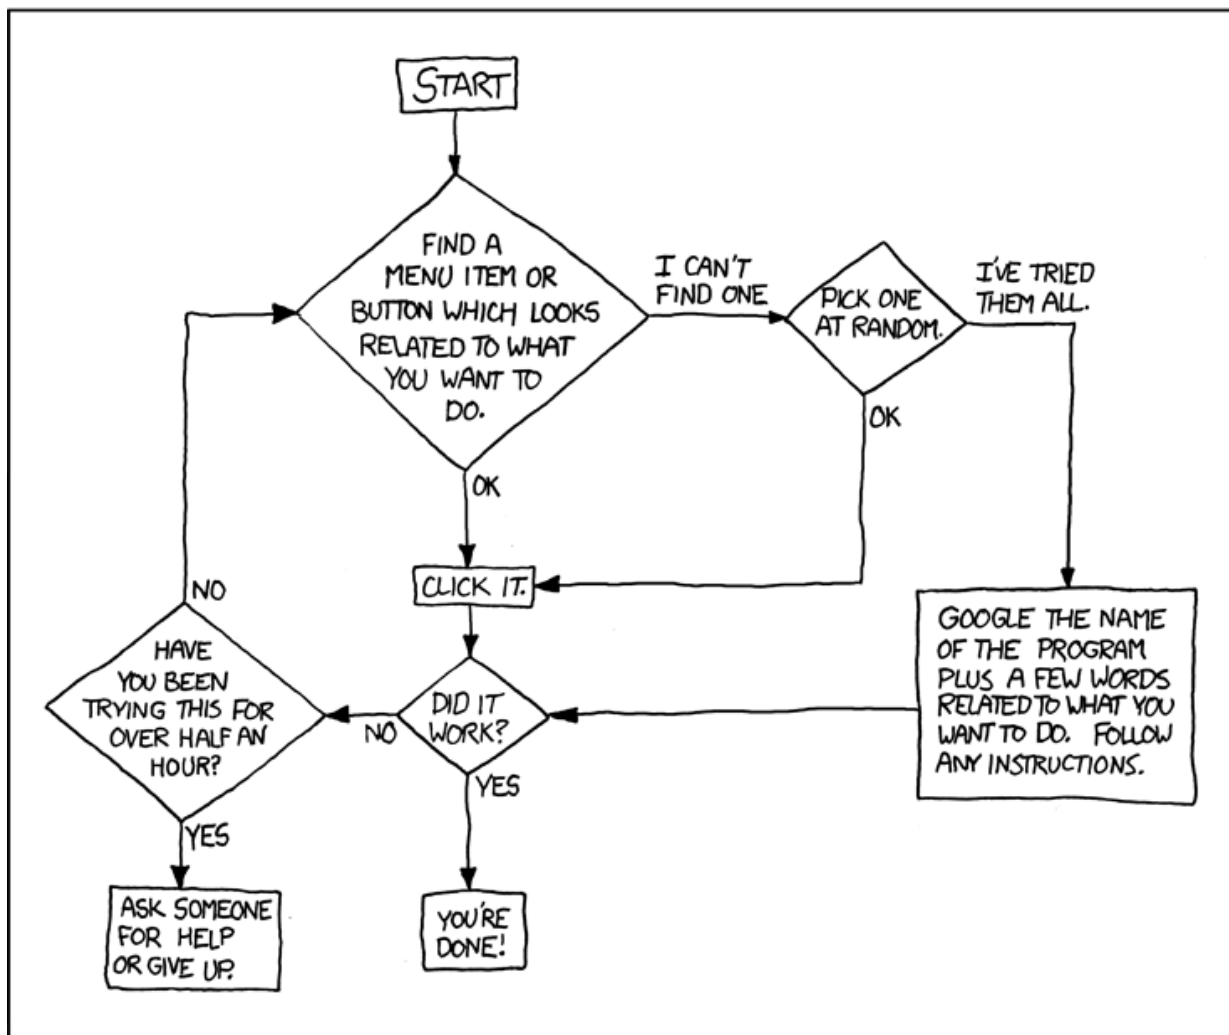 START
FIND A
MENU ITEM OR
BUTTON WHICH LOOKS
RELATED TO WHAT
YOU WANT TO
DO.
I CAN'T
FIND ONE
PICK ONE
AT RANDOM.
I'VE TRIED
THEM ALL.
OK
OK
CLICK IT.
NO
HAVE
YOU BEEN
TRYING THIS FOR
OVER HALF AN
HOUR?
NO
DID IT
WORK?
GOOGLE THE NAME
OF THE PROGRAM
PLUS A FEW WORDS
RELATED TO WHAT YOU
WANT TO DO. FOLLOW
ANY INSTRUCTIONS.
YES
YES
ASK SOMEONE
FOR HELP
OR GIVE UP.
YOU'RE
DONE!